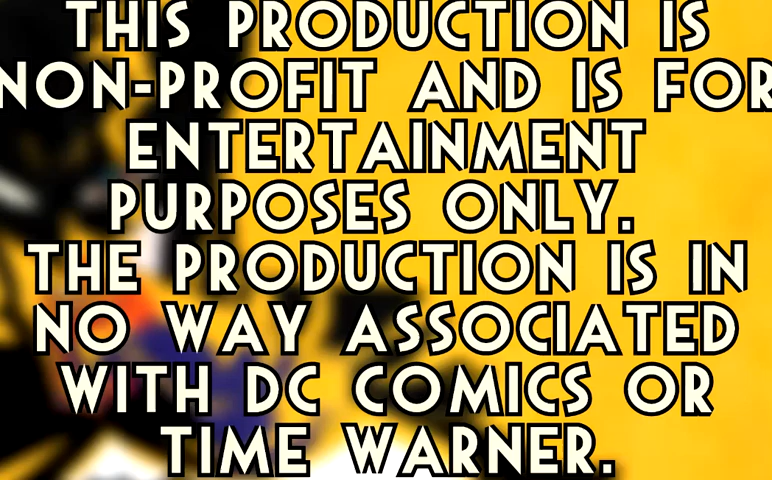 THIS PRODUCTION IS
NON-PROFIT AND IS FOR
ENTERTAINMENT
PURPOSES ONLY.
THE PRODUCTION IS IN
NO WAY ASSOCIATED
WITH DC COMICS OR
TIME WARNER.